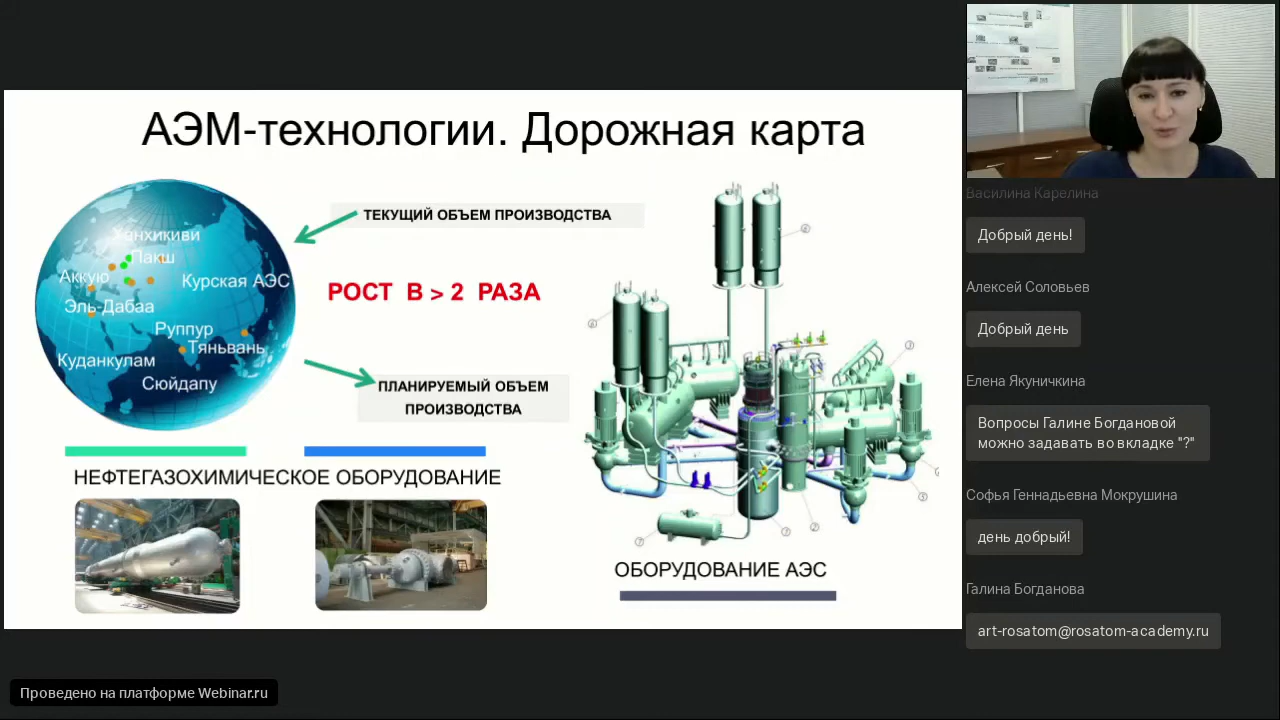 АЭМ-технологии. Дорожная карта
Ханхикиви
Пакш
Аккую
Курская АЭС
Эль-Дабаа
Руппур
Тяньвань
Куданкулам
Сюйдапу
ТЕКУЩИЙ ОБЪЕМ ПРОИЗВОДСТВА
РОСТ В > 2 РАЗА
ПЛАНИРУЕМЫЙ ОБЪЕМ
ПРОИЗВОДСТВА
НЕФТЕГАЗОХИМИЧЕСКОЕ ОБОРУДОВАНИЕ
ОБОРУДОВАНИЕ АЭС
Василина Карелина
Добрый день!
Алексей Соловьев
Добрый день
Елена Якуничкина
Вопросы Галине Богдановой
можно задавать во вкладке "?"
Софья Геннадьевна Мокрушина
день добрый!
Галина Богданова
art-rosatom@rosatom-academy.ru
Проведено на платформе Webinar.ru